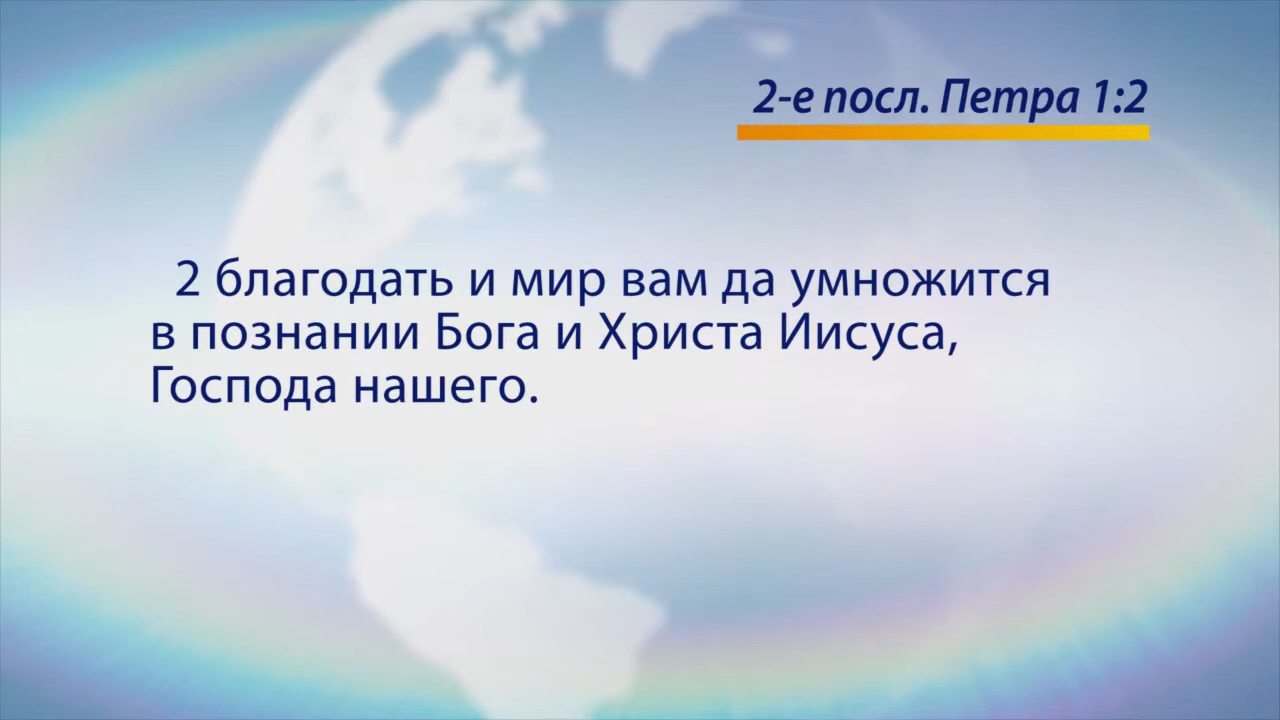 2-е посл. Петра 1:2
2 благодать и мир вам да умножится
в познании Бога и Христа Иисуса,
Господа нашего.